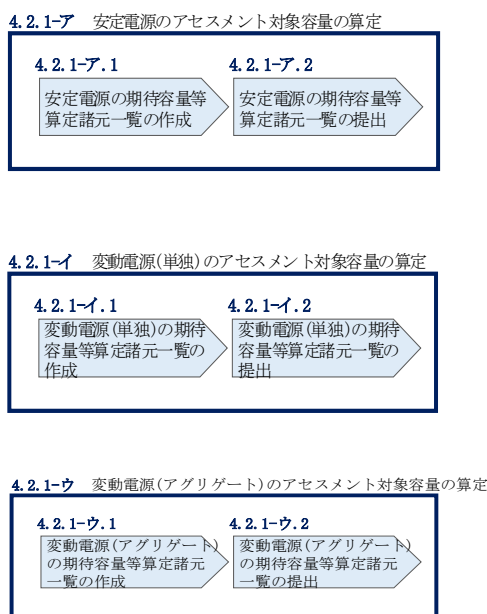 4.2.1-ア 安定電源のアセスメント対象容量の算定
4.2.1-ア.1
安定電源の期待容量等
算定諸元一覧の作成
4.2.1-ア.2
安定電源の期待容量等
算定諸元一覧の提出
4.2.1-イ 変動電源(単独)のアセスメント対象容量の算定
4.2.1-イ.1
変動電源(単独)の期待
容量等算定諸元一覧の
作成
4.2.1-イ.2
変動電源(単独)の期待
容量等算定諸元一覧の
提出
4.2.1-ウ 変動電源(アグリゲート)のアセスメント対象容量の算定
4.2.1-ウ.1
変動電源(アグリゲート)
の期待容量等算定諸元
一覧の作成
4.2.1-ウ.2
変動電源(アグリゲート)
の期待容量等算定諸元
一覧の提出